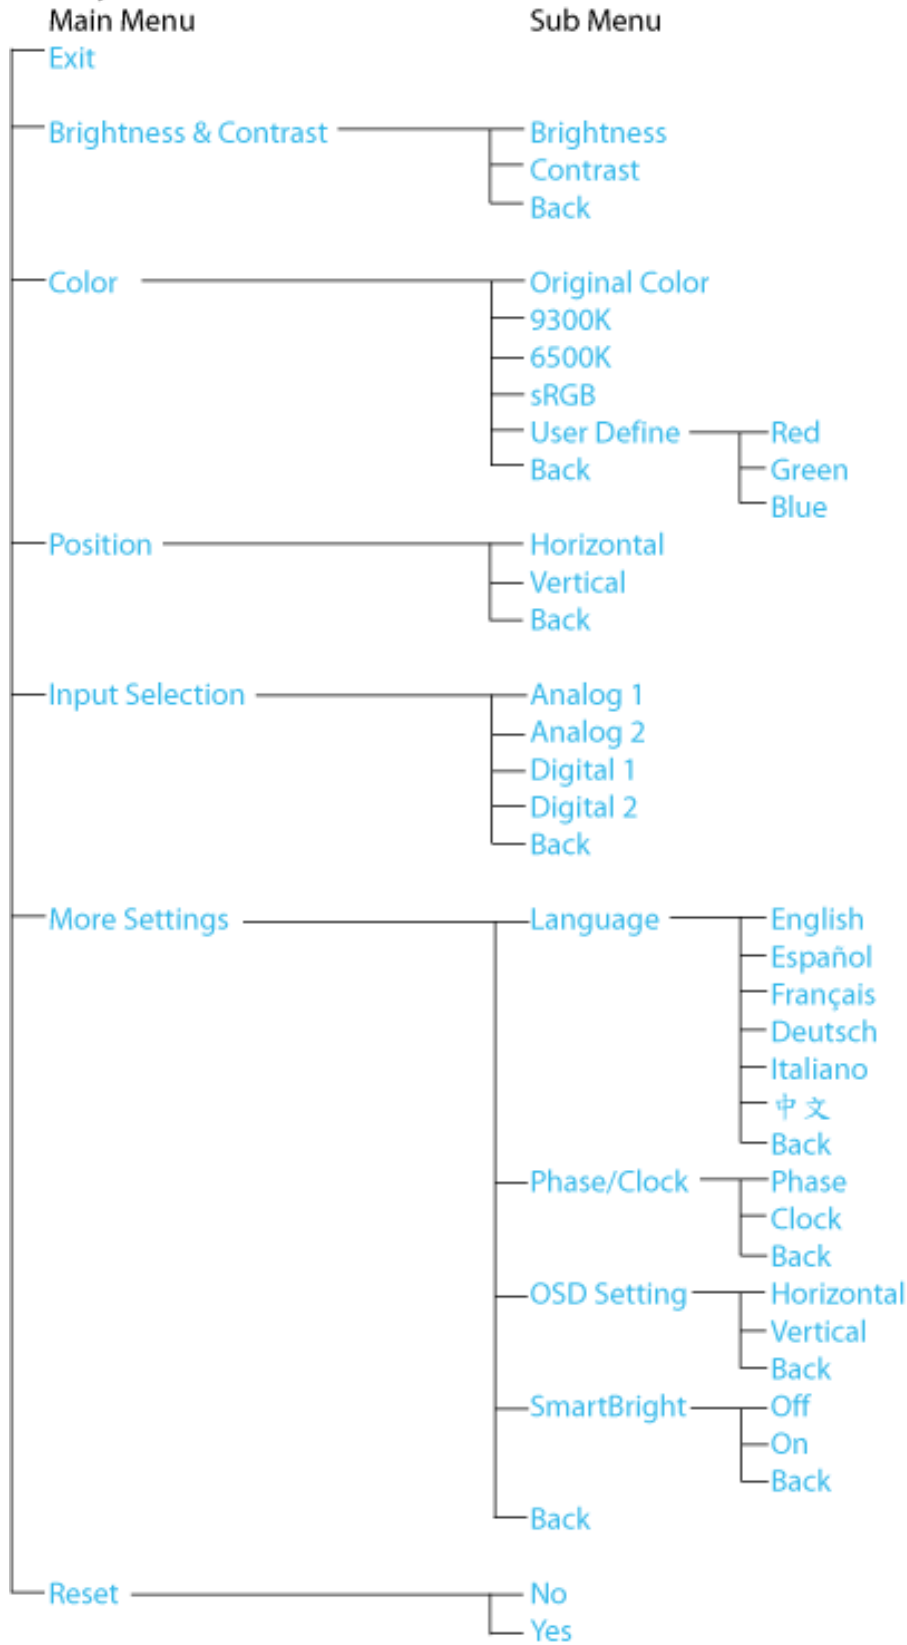 Main Menu Sub Menu
Exit
Brightness & Contrast Brightness
Contrast
Back
Color Original Color
9300K
6500K
sRGB
User Define Red
Back Green
Blue
Position Horizontal
Vertical
Back
Input Selection Analog 1
Analog 2
Digital 1
Digital 2
Back
More Settings Language English
Español
Français
Deutsch
Italiano
中文
Back
Phase/Clock Phase
Clock
Back
OSD Setting Horizontal
Vertical
Back
SmartBright Off
On
Back
Back
Reset No
Yes